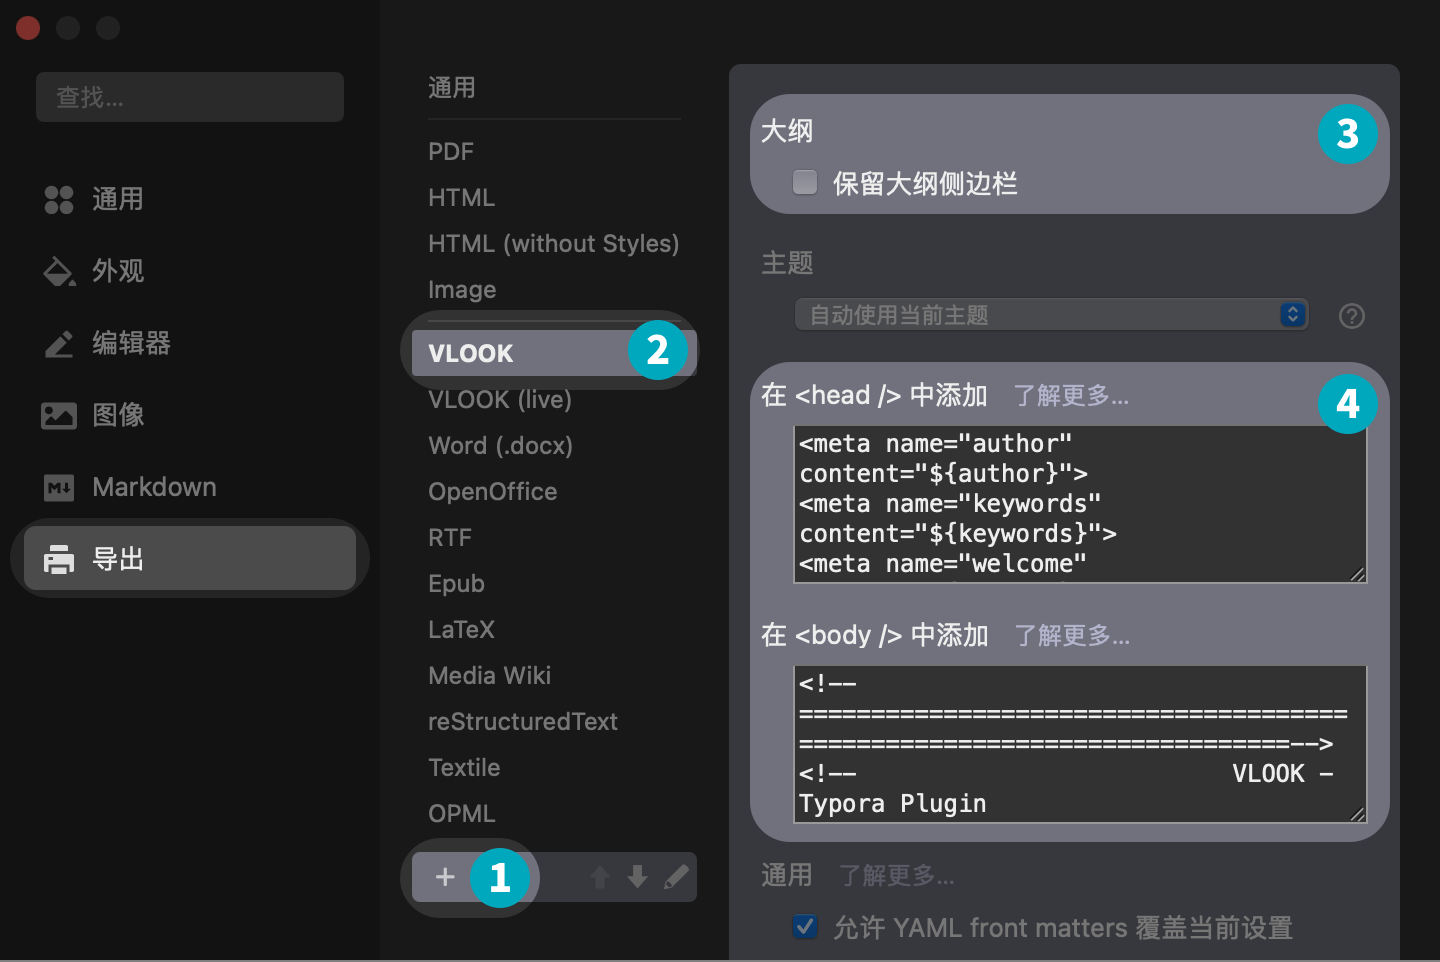 查找...
通用
外观
编辑器
图像
Markdown
导出
通用
PDF
HTML
HTML (without Styles)
Image
VLOOK
2
VLOOK (live)
Word (.docx)
OpenOffice
RTF
Epub
LaTeX
Media Wiki
reStructuredText
Textile
OPML
+ 1
大纲
3
保留大纲侧边栏
主题
自动使用当前主题
在 <head /> 中添加 了解更多...
4
<meta name="author"
content="${author}">
<meta name="keywords"
content="${keywords}">
<meta name="welcome"
在 <body /> 中添加 了解更多...
<!--
======================================
==================================-->
<!-- VLOOK -
Typora Plugin
通用 了解更多...
允许 YAML front matters 覆盖当前设置